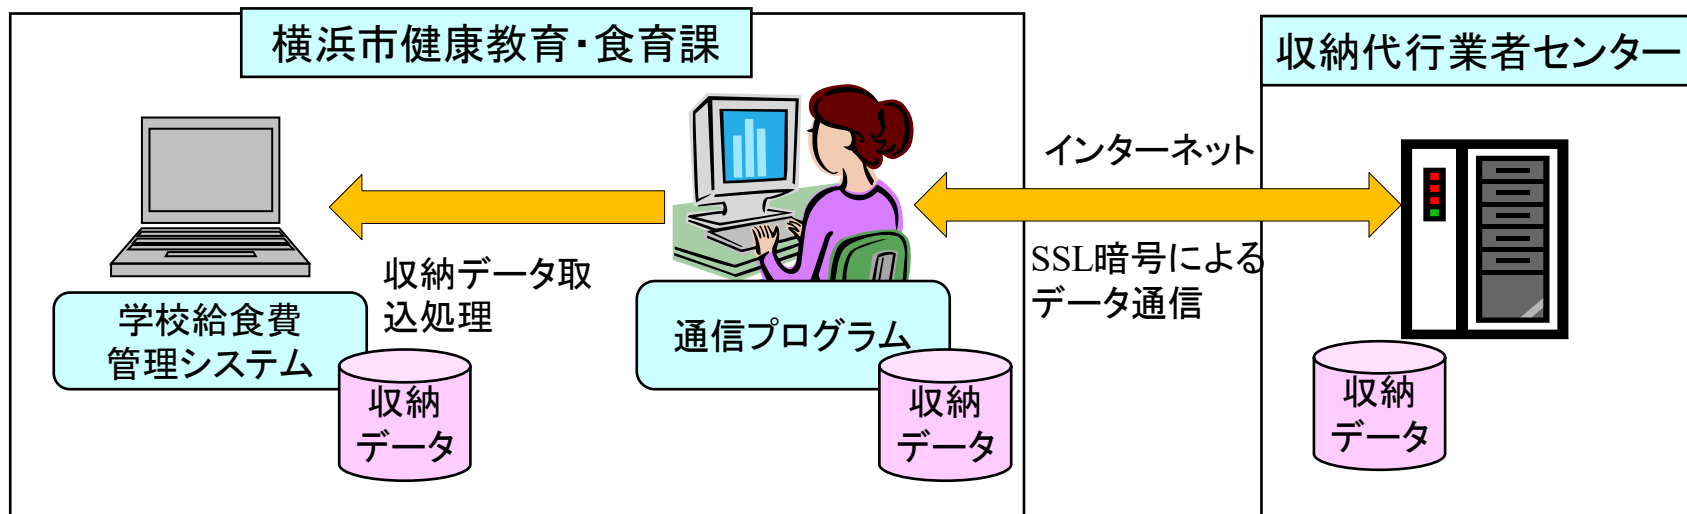 横浜市健康教育・食育課
収納代行業者センター
インターネット
SSL暗号による
データ通信
収納データ取
込処理
学校給食費
管理システム
通信プログラム
収納
データ
収納
データ
収納
データ